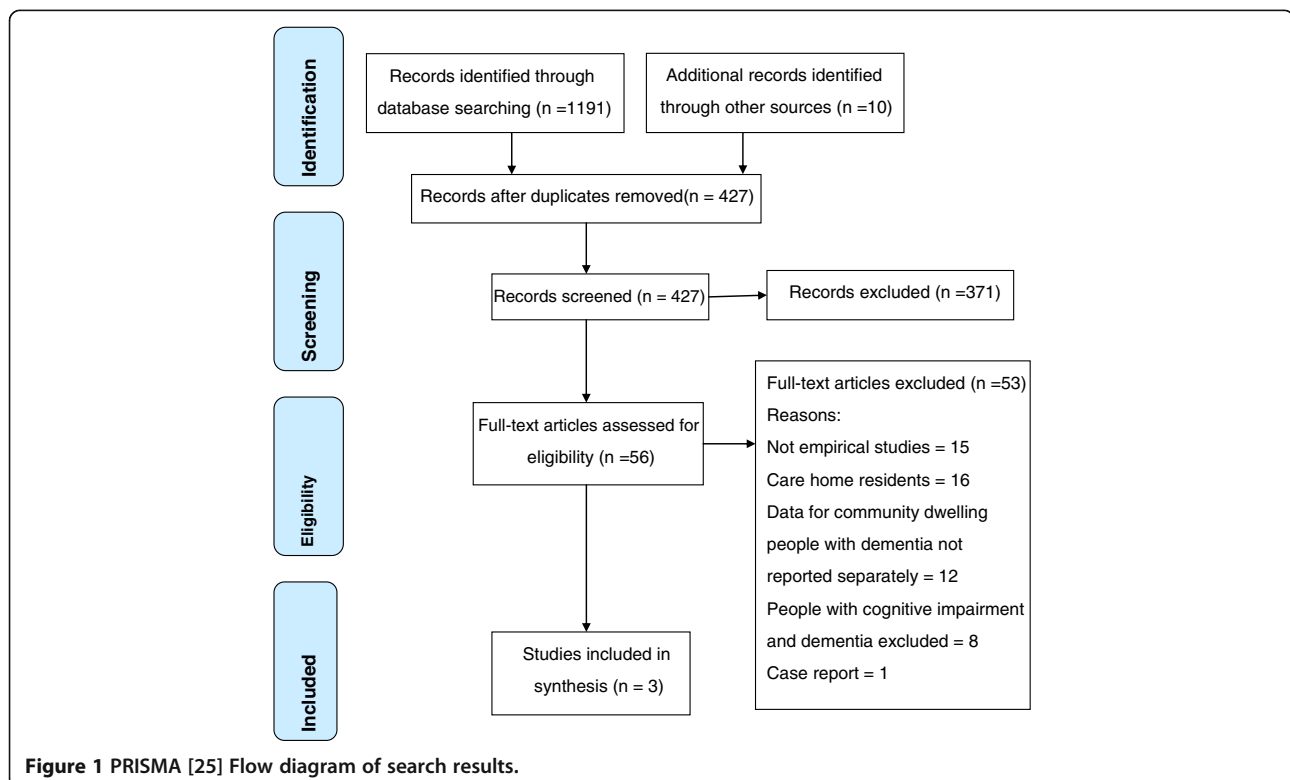 Identification
Records identified through
database searching (n =1191)
Additional records identified
through other sources (n =10)
Records after duplicates removed(n = 427)
Screening
Records screened (n = 427)
Records excluded (n =371)
Eligibility
Full-text articles assessed for
eligibility (n =56)
Full-text articles excluded (n =53)
Reasons:
Not empirical studies = 15
Care home residents = 16
Data for community dwelling
people with dementia not
reported separately = 12
People with cognitive impairment
and dementia excluded = 8
Case report = 1
Included
Studies included in
synthesis (n = 3)
Figure 1 PRISMA [25] Flow diagram of search results.